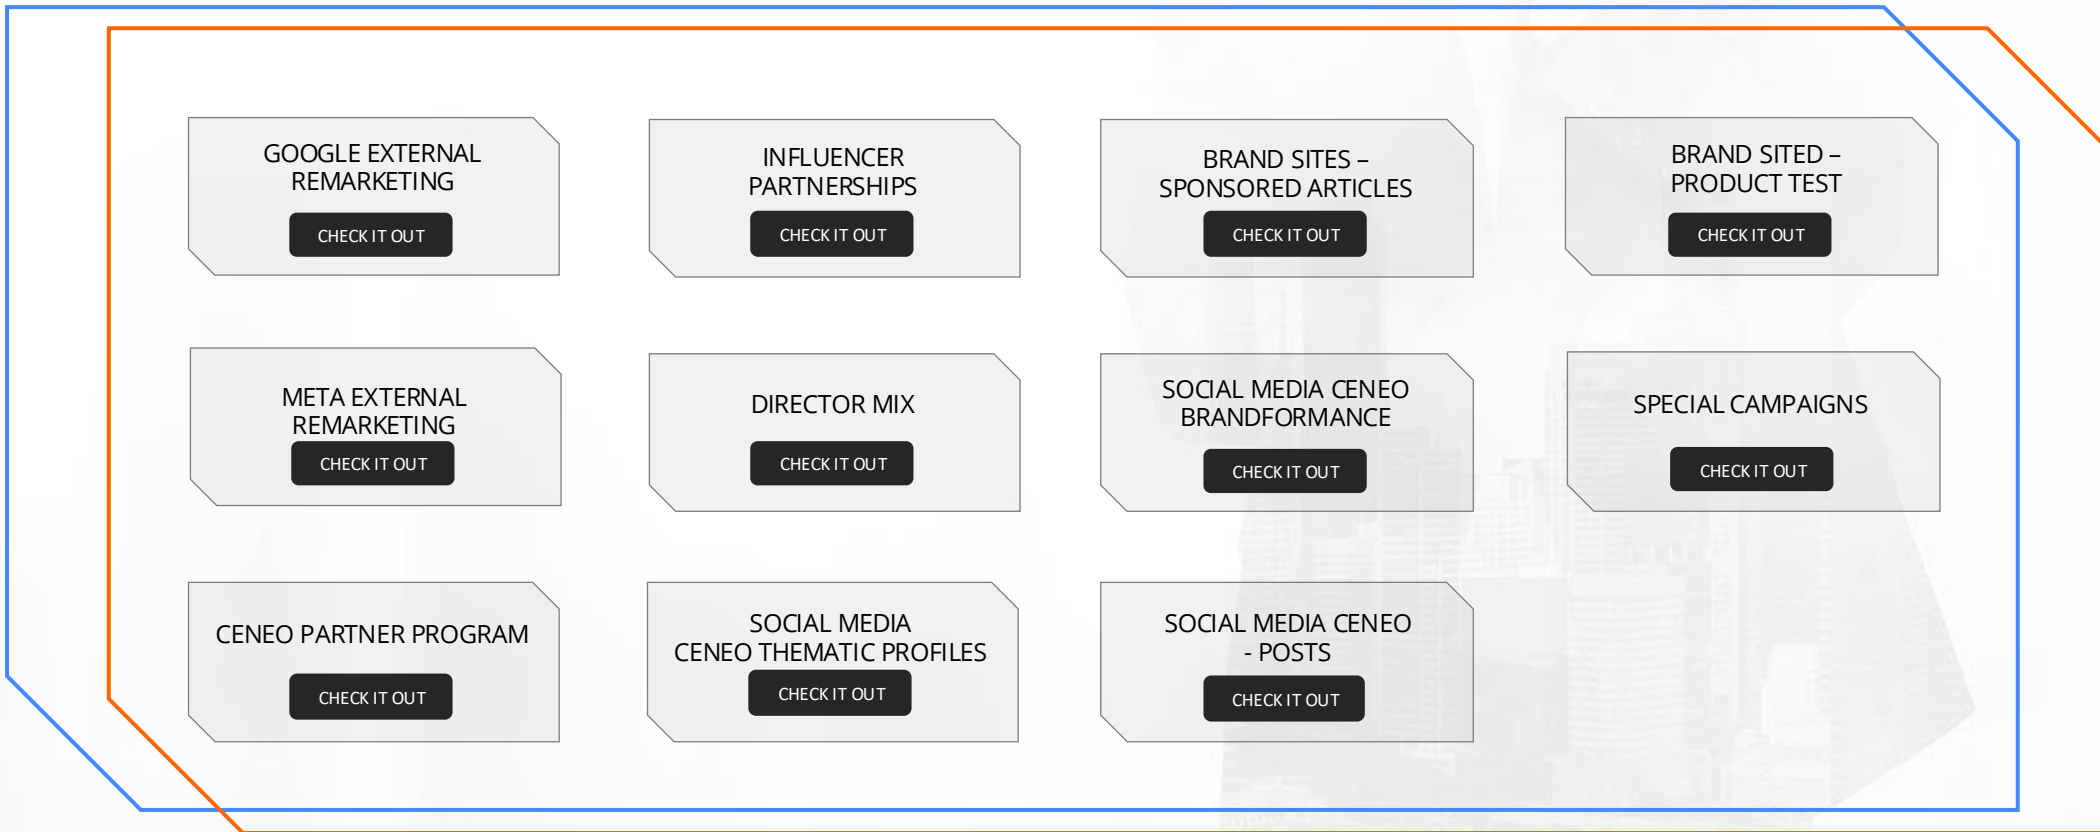 GOOGLE EXTERNAL
REMARKETING
CHECK IT OUT
INFLUENCER
PARTNERSHIPS
CHECK IT OUT
BRAND SITES –
SPONSORED ARTICLES
CHECK IT OUT
BRAND SITED –
PRODUCT TEST
CHECK IT OUT
META EXTERNAL
REMARKETING
CHECK IT OUT
DIRECTOR MIX
CHECK IT OUT
SOCIAL MEDIA CENEO
BRANDFORMANCE
CHECK IT OUT
SPECIAL CAMPAIGNS
CHECK IT OUT
CENEO PARTNER PROGRAM
CHECK IT OUT
SOCIAL MEDIA
CENEO THEMATIC PROFILES
CHECK IT OUT
SOCIAL MEDIA CENEO
- POSTS
CHECK IT OUT